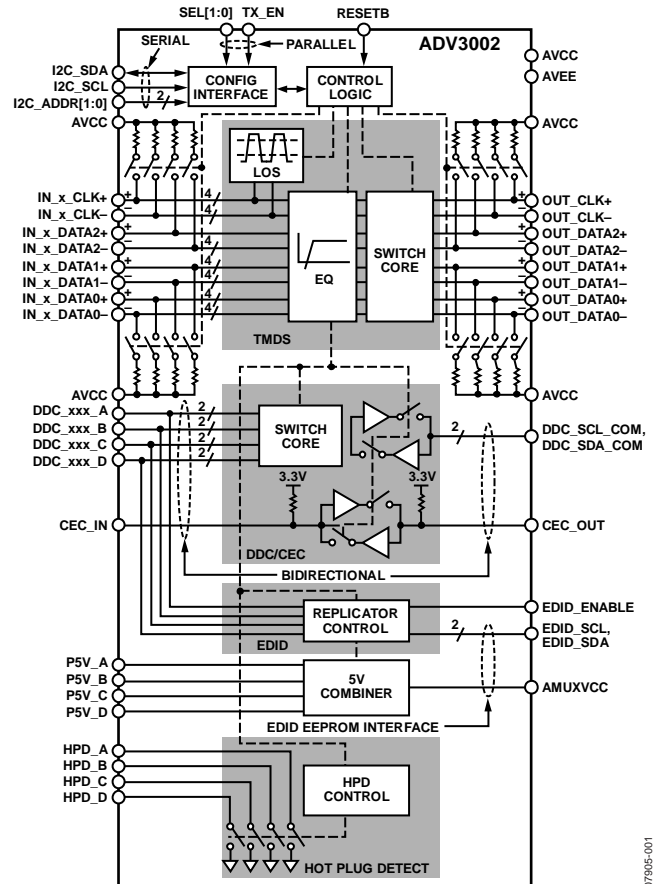 SEL[1:0] TX_EN RESETB
SERIAL
PARALLEL
ADV3002
AVCC
AVEE
I2C_SDA
I2C_SCL
I2C_ADDR[1:0]
2
CONFIG
INTERFACE
CONTROL
LOGIC
AVCC
AVCC
LOS
IN_x_CLK+
IN_x_CLK–
IN_x_DATA2+
IN_x_DATA2–
IN_x_DATA1+
IN_x_DATA1–
IN_x_DATA0+
IN_x_DATA0–
+
–
+
–
+
–
+
–
4
4
4
4
EQ
SWITCH
CORE
+
–
+
–
+
–
+
–
OUT_CLK+
OUT_CLK–
OUT_DATA2+
OUT_DATA2–
OUT_DATA1+
OUT_DATA1–
OUT_DATA0+
OUT_DATA0–
TMDS
AVCC
AVCC
DDC_xxx_A
DDC_xxx_B
DDC_xxx_C
DDC_xxx_D
2
2
2
2
SWITCH
CORE
2
DDC_SCL_COM,
DDC_SDA_COM
3.3V
3.3V
CEC_IN
CEC_OUT
DDC/CEC
BIDIRECTIONAL
REPLICATOR
CONTROL
EDID
EDID_ENABLE
2
EDID_SCL,
EDID_SDA
P5V_A
P5V_B
P5V_C
P5V_D
5V
COMBINER
AMUXVCC
EDID EEPROM INTERFACE
HPD_A
HPD_B
HPD_C
HPD_D
HPD
CONTROL
HOT PLUG DETECT
07905-001